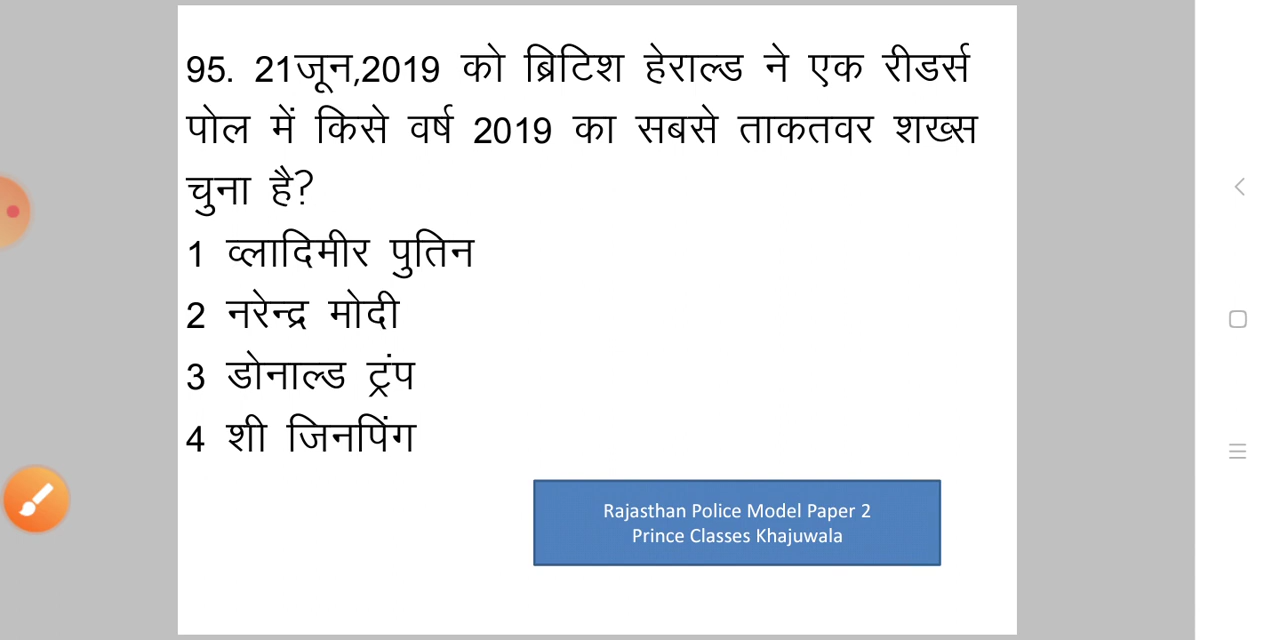 95. 21जून,2019 को ब्रिटिश हेराल्ड ने एक रीडर्स
पोल में किसे वर्ष 2019 का सबसे ताकतवर शख्स
चुना है?
1 व्लादिमीर पुतिन
2 नरेन्द्र मोदी
3 डोनाल्ड ट्रंप
4 शी जिनपिंग
Rajasthan Police Model Paper 2
Prince Classes Khajuwala